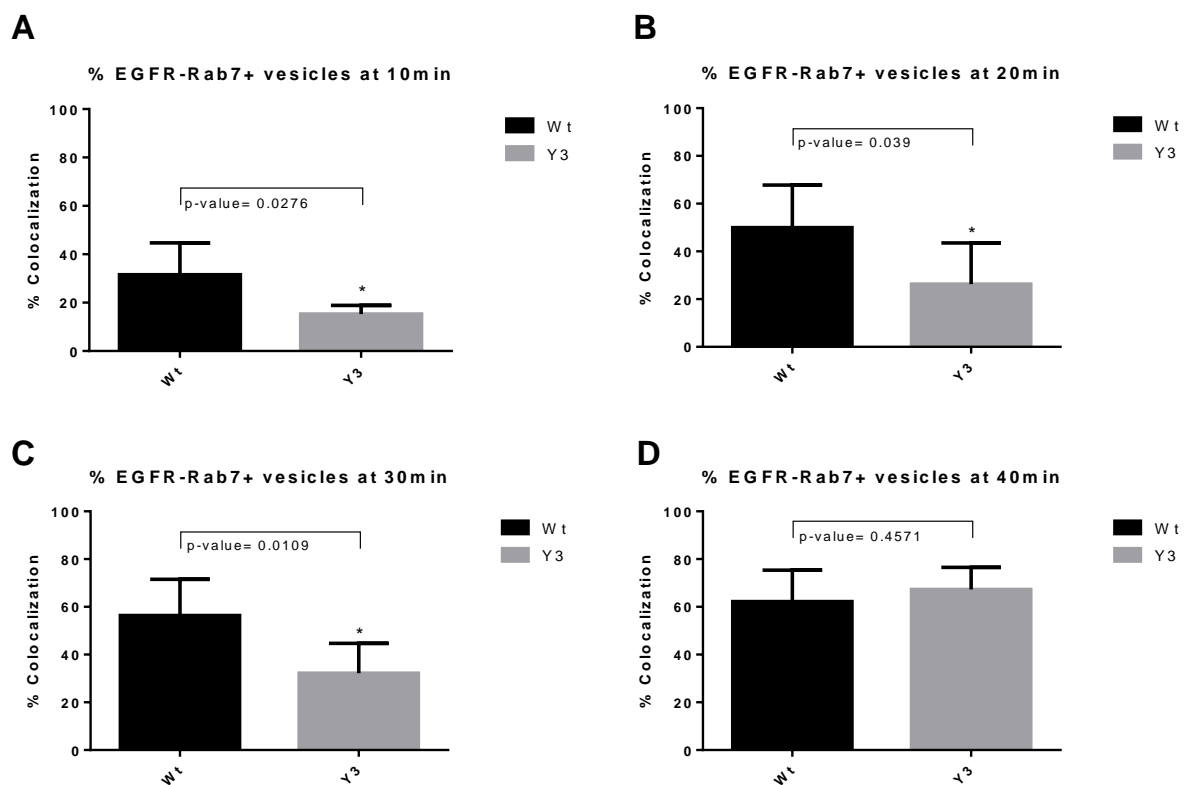 A
% EGFR-Rab7+ vesicles at 10min
% Colocalization
100
80
60
40
20
0
p-value= 0.0276
*
Wt
Y3
Wt
Y3
B
% EGFR-Rab7+ vesicles at 20min
% Colocalization
100
80
60
40
20
0
p-value= 0.039
*
Wt
Y3
Wt
Y3
C
% EGFR-Rab7+ vesicles at 30min
% Colocalization
100
80
60
40
20
0
p-value= 0.0109
*
Wt
Y3
Wt
Y3
D
% EGFR-Rab7+ vesicles at 40min
% Colocalization
100
80
60
40
20
0
p-value= 0.4571
Wt
Y3
Wt
Y3